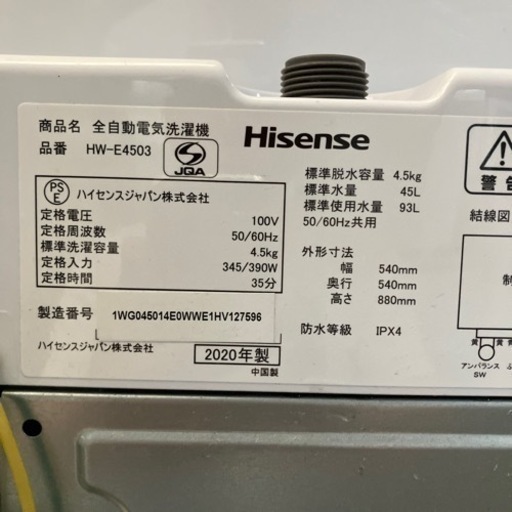 商品名 全自動電気洗濯機
品番 HW-E4503
JQA
Hisense
PS
E
ハイセンスジャパン株式会社
定格電圧 100V
定格周波数 50/60Hz
標準洗濯容量 4.5kg
定格入力 345/390W
定格時間 35分
製造番号 1WG045014E0WWE1HV127596
ハイセンスジャパン株式会社
2020年製
中国製
標準脱水容量 4.5kg
標準水量 45L
標準使用水量 93L
50/60Hz共用
外形寸法
幅 540mm
奥行 540mm
高さ 880mm
防水等級 IPX4
警告
結線図
制
黄 黄 黄
アンバランス ふ
SW